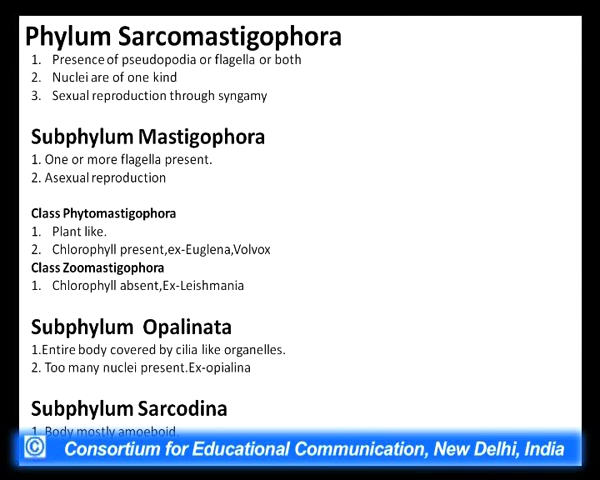 Phylum Sarcomastigophora
1. Presence of pseudopodia or flagella or both
2. Nuclei are of one kind
3. Sexual reproduction through syngamy
Subphylum Mastigophora
1. One or more flagella present.
2. Asexual reproduction
Class Phytomastigophora
1. Plant like.
2. Chlorophyll present,ex-Euglena,Volvox
Class Zoomastigophora
1. Chlorophyll absent,Ex-Leishmania
Subphylum Opalinata
1.Entire body covered by cilia like organelles.
2. Too many nuclei present.Ex-opialina
Subphylum Sarcodina
1. Body mostly amoeboid.
© Consortium for Educational Communication, New Delhi, India